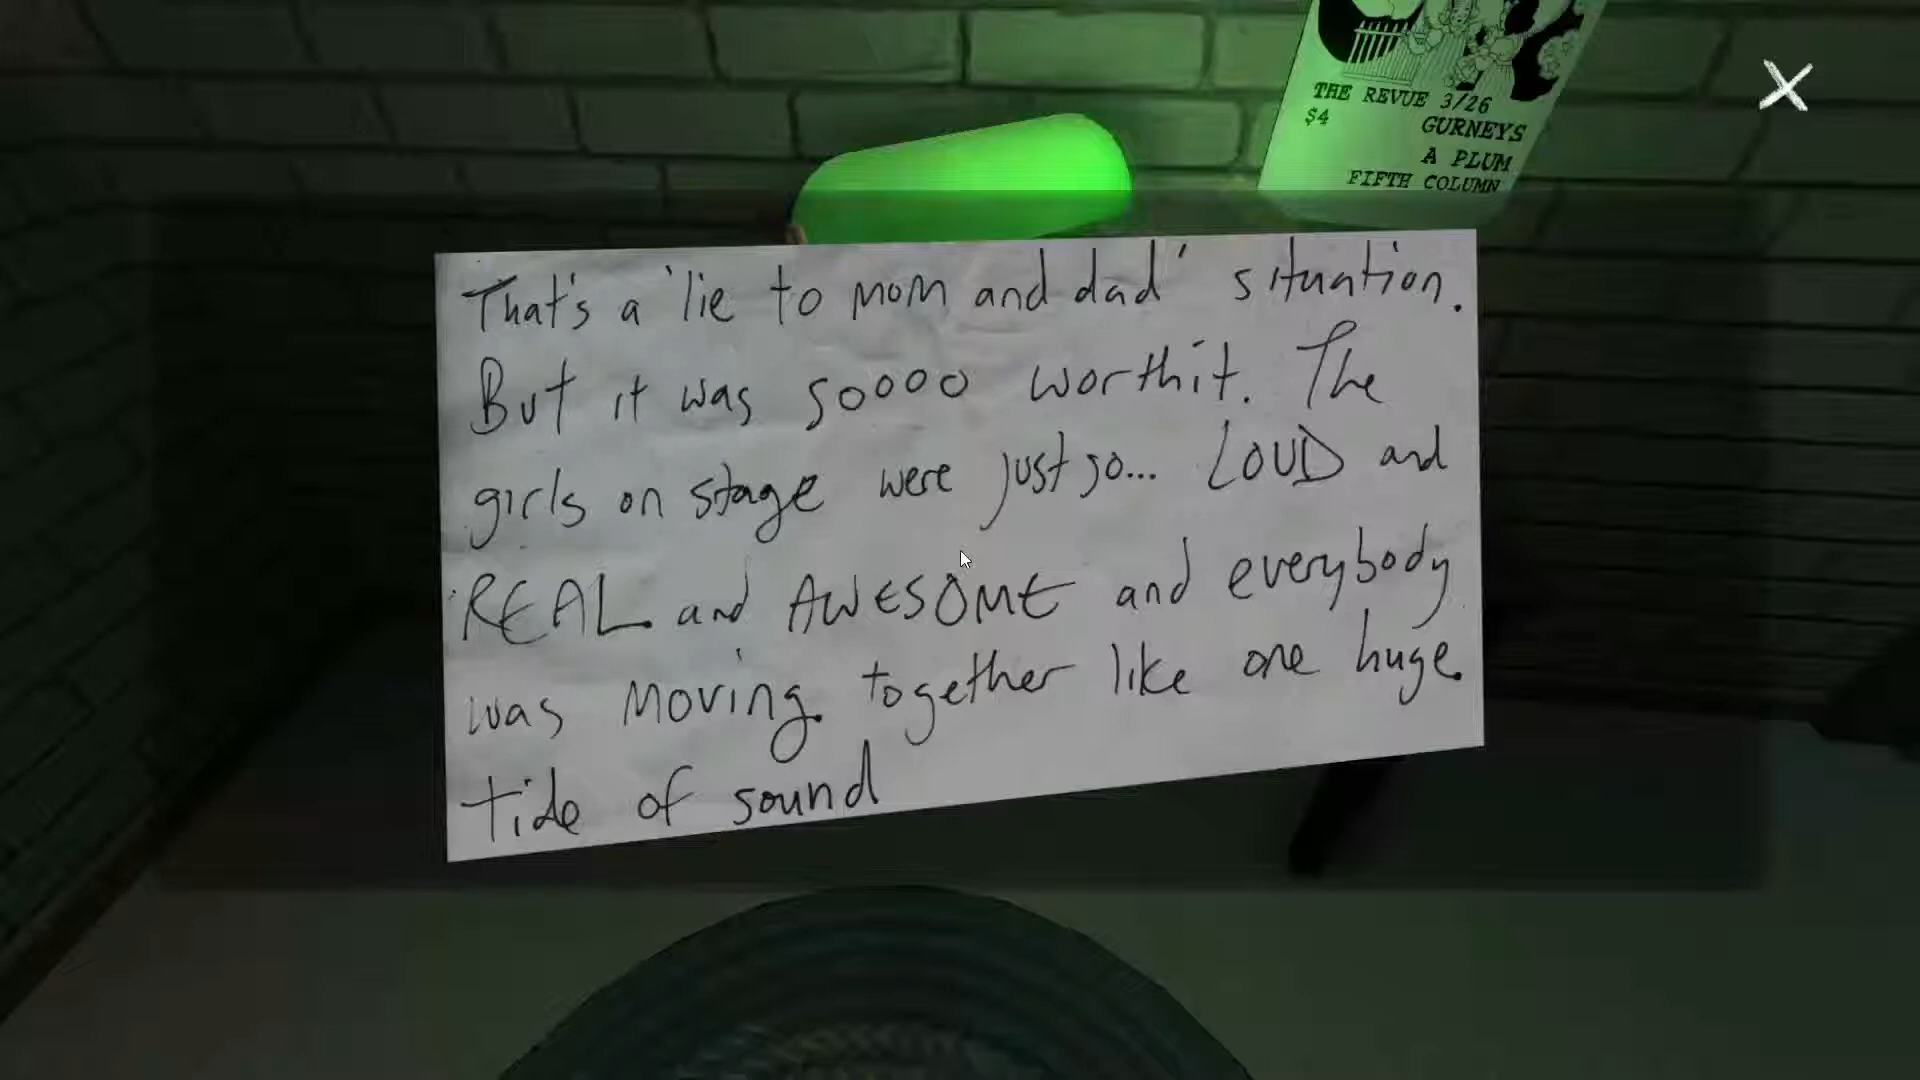 THE REVUE 3/26
$4
GURNEYS
A PLUM
FIFTH COLUMN
That's a 'lie to mom and dad' situation.
But it was soooo worth it. The
girls on stage were just so... LOUD and
REAL and AWESOME and everybody
was moving together like one huge
tide of sound